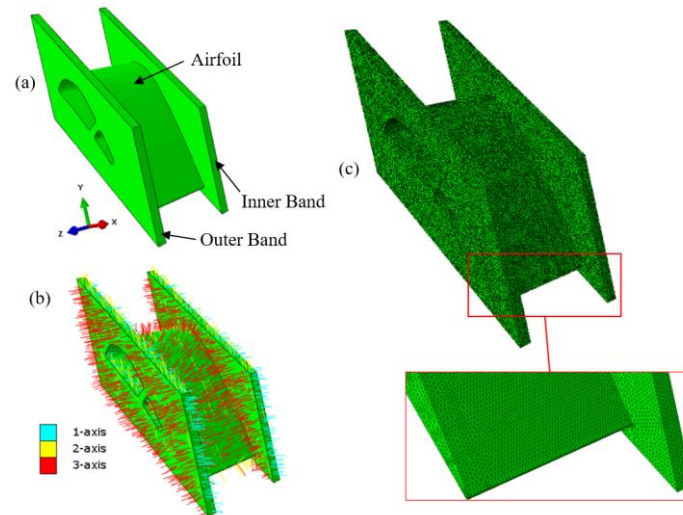 (a)
Airfoil
Inner Band
Outer Band
Y
X
Z
(b)
1-axis
2-axis
3-axis
(c)